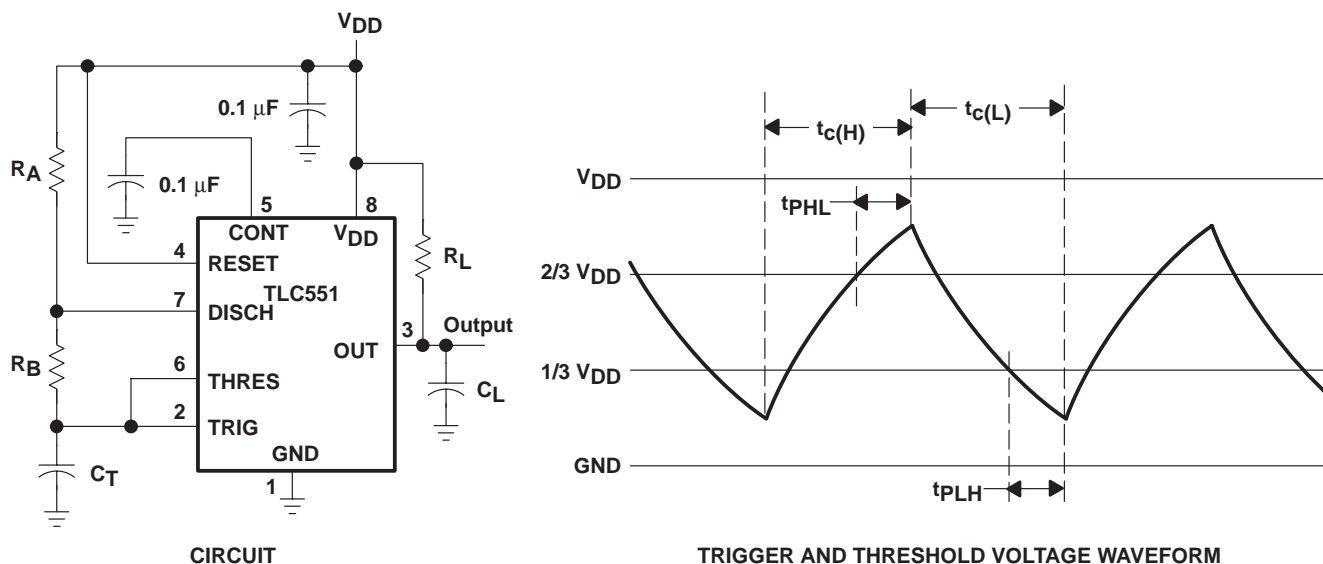 VDD
0.1 μF
RA
0.1 μF
5
8
CONT
VDD
4
RESET
RL
TLC551
7
DISCH
3
Output
OUT
RB
6
THRES
CL
2
TRIG
GND
CT
1
CIRCUIT
tc(H)
tc(L)
VDD
tPHL
2/3 VDD
1/3 VDD
GND
tPLH
TRIGGER AND THRESHOLD VOLTAGE WAVEFORM